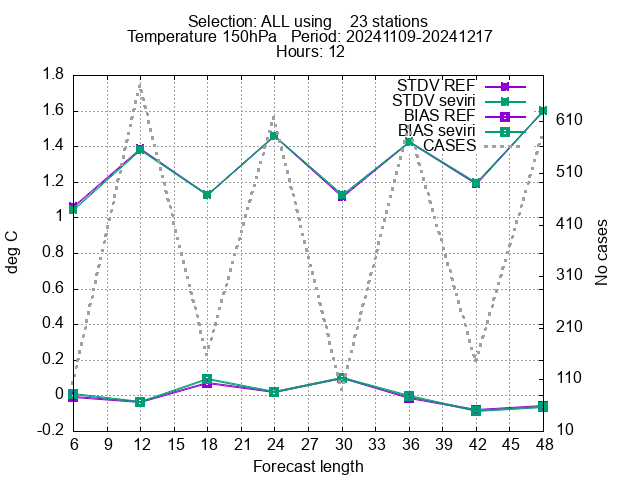 Selection: ALL using    23 stations
Temperature 150hPa   Period: 20241109-20241217
Hours: 12
STDV REF
STDV seviri
BIAS REF
BIAS seviri
CASES
1.8
1.6
1.4
1.2
1
0.8
0.6
0.4
0.2
0
-0.2
deg C
610
510
410
310
210
110
10
No cases
6 9 12 15 18 21 24 27 30 33 36 39 42 45 48
Forecast length